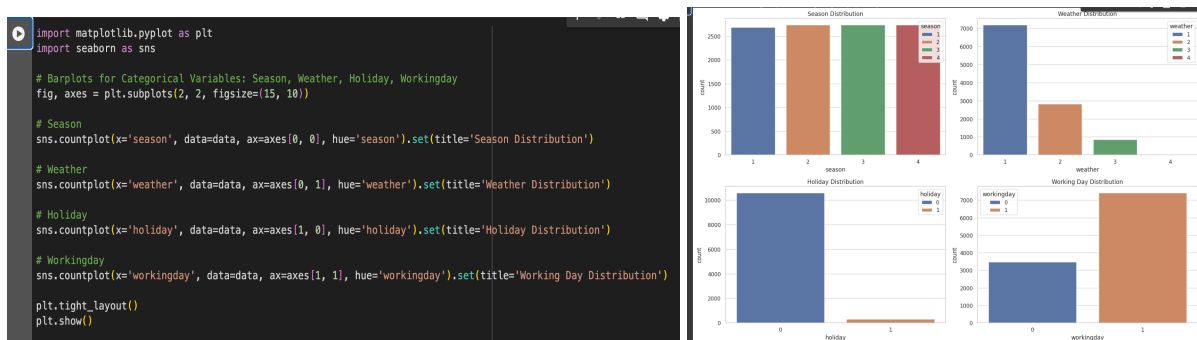 import matplotlib.pyplot as plt
import seaborn as sns
# Barplots for Categorical Variables: Season, Weather, Holiday, Workingday
fig, axes = plt.subplots(2, 2, figsize=(15, 10))
# Season
sns.countplot(x='season', data=data, ax=axes[0, 0], hue='season').set(title='Season Distribution')
# Weather
sns.countplot(x='weather', data=data, ax=axes[0, 1], hue='weather').set(title='Weather Distribution')
# Holiday
sns.countplot(x='holiday', data=data, ax=axes[1, 0], hue='holiday').set(title='Holiday Distribution')
# Workingday
sns.countplot(x='workingday', data=data, ax=axes[1, 1], hue='workingday').set(title='Working Day Distribution')
plt.tight_layout()
plt.show()
Season Distribution
season
1
2
3
4
2500
2000
1500
1000
500
0
count
1 2 3 4
season
Weather Distribution
weather
1
2
3
4
7000
6000
5000
4000
3000
2000
1000
0
count
1 2 3 4
weather
Holiday Distribution
holiday
0
1
10000
8000
6000
4000
2000
0
count
0 1
holiday
Working Day Distribution
workingday
0
1
7000
6000
5000
4000
3000
2000
1000
0
count
0 1
workingday